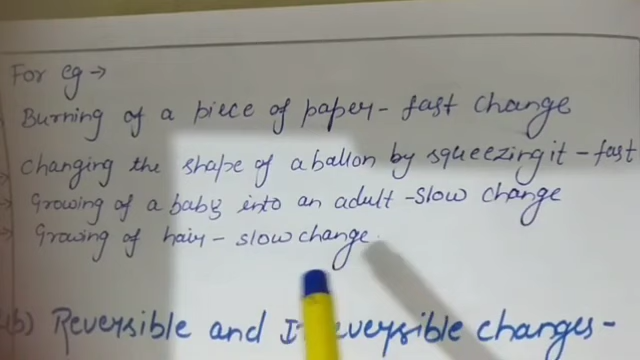 For eg →
Burning of a piece of paper - fast change
Changing the shape of a ballon by squeezing it - fast
→ Growing of a baby into an adult - slow change
→ Growing of hair - slow change.
(b) Reversible and Irreversible changes -